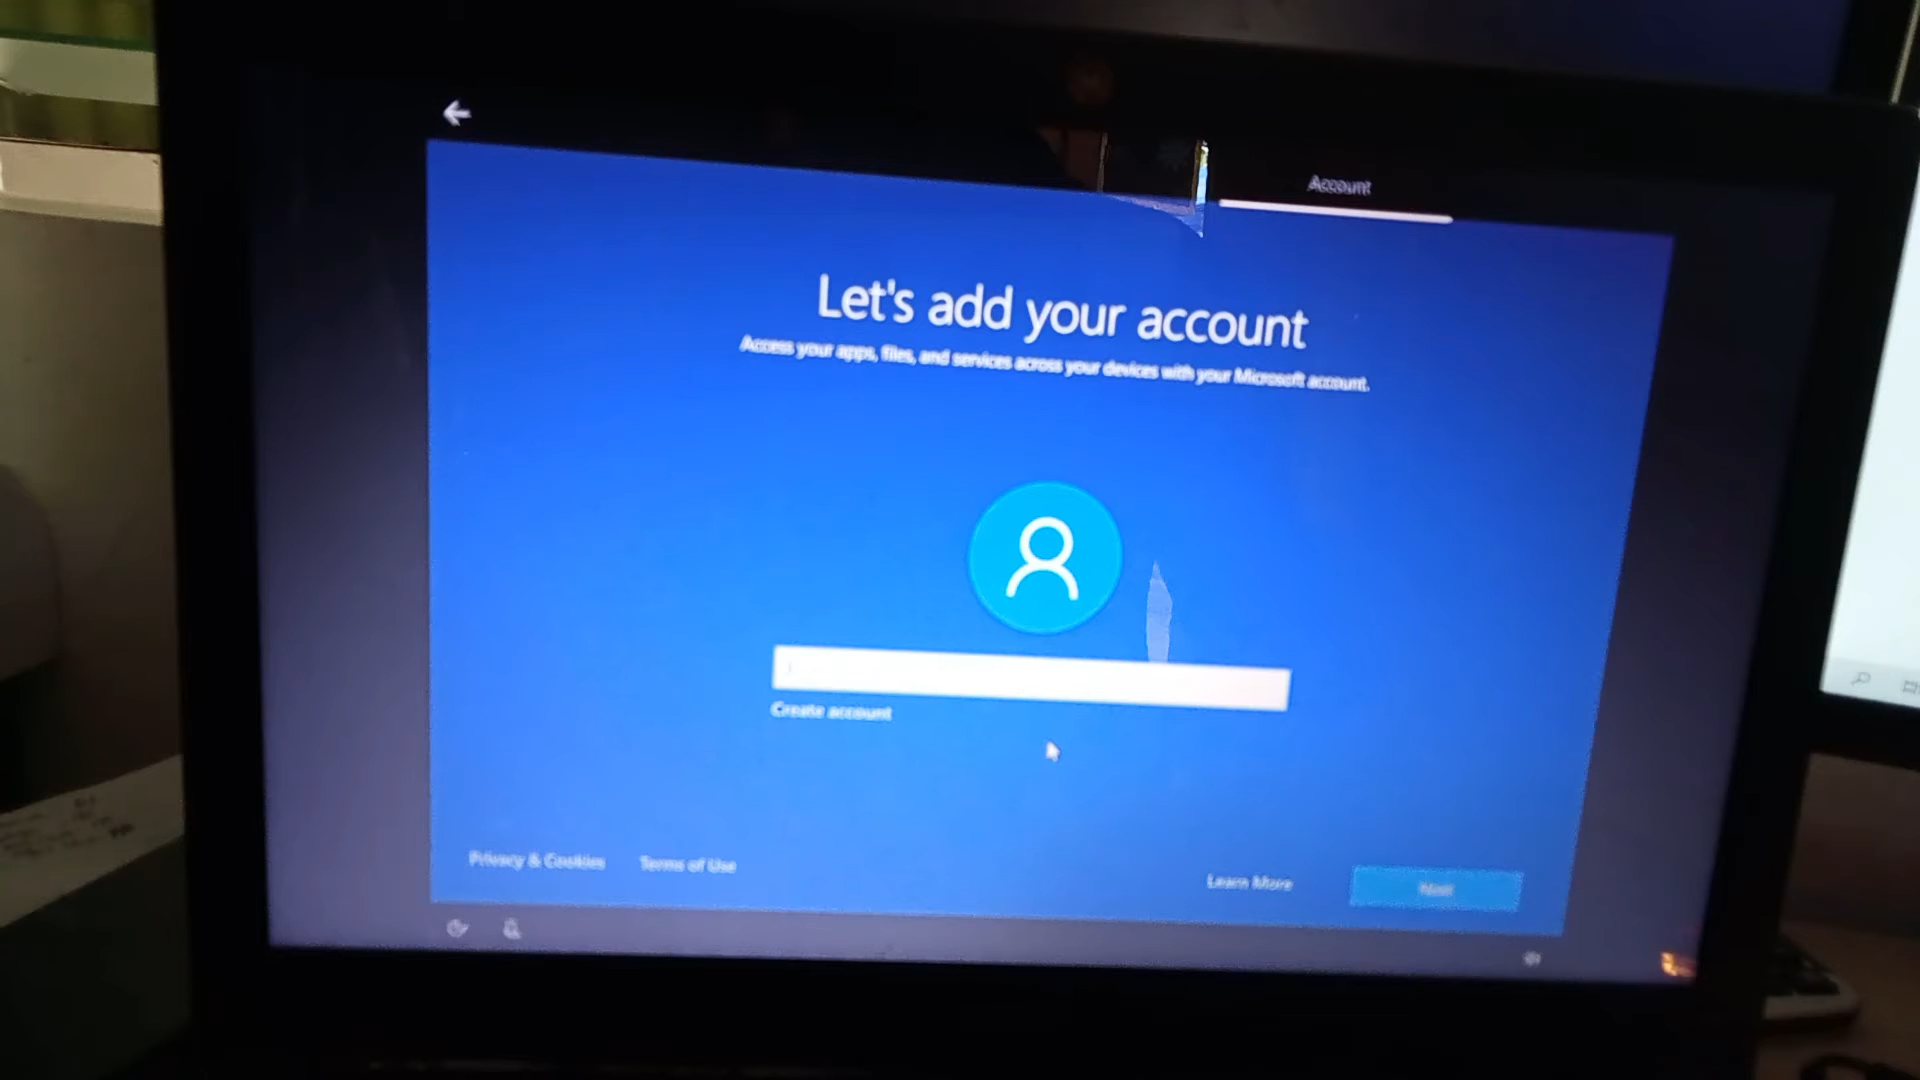 Account
Let's add your account
Access your apps, files, and services across your devices with your Microsoft account.
Create account
Privacy & Cookies
Terms of Use
Learn More
Next